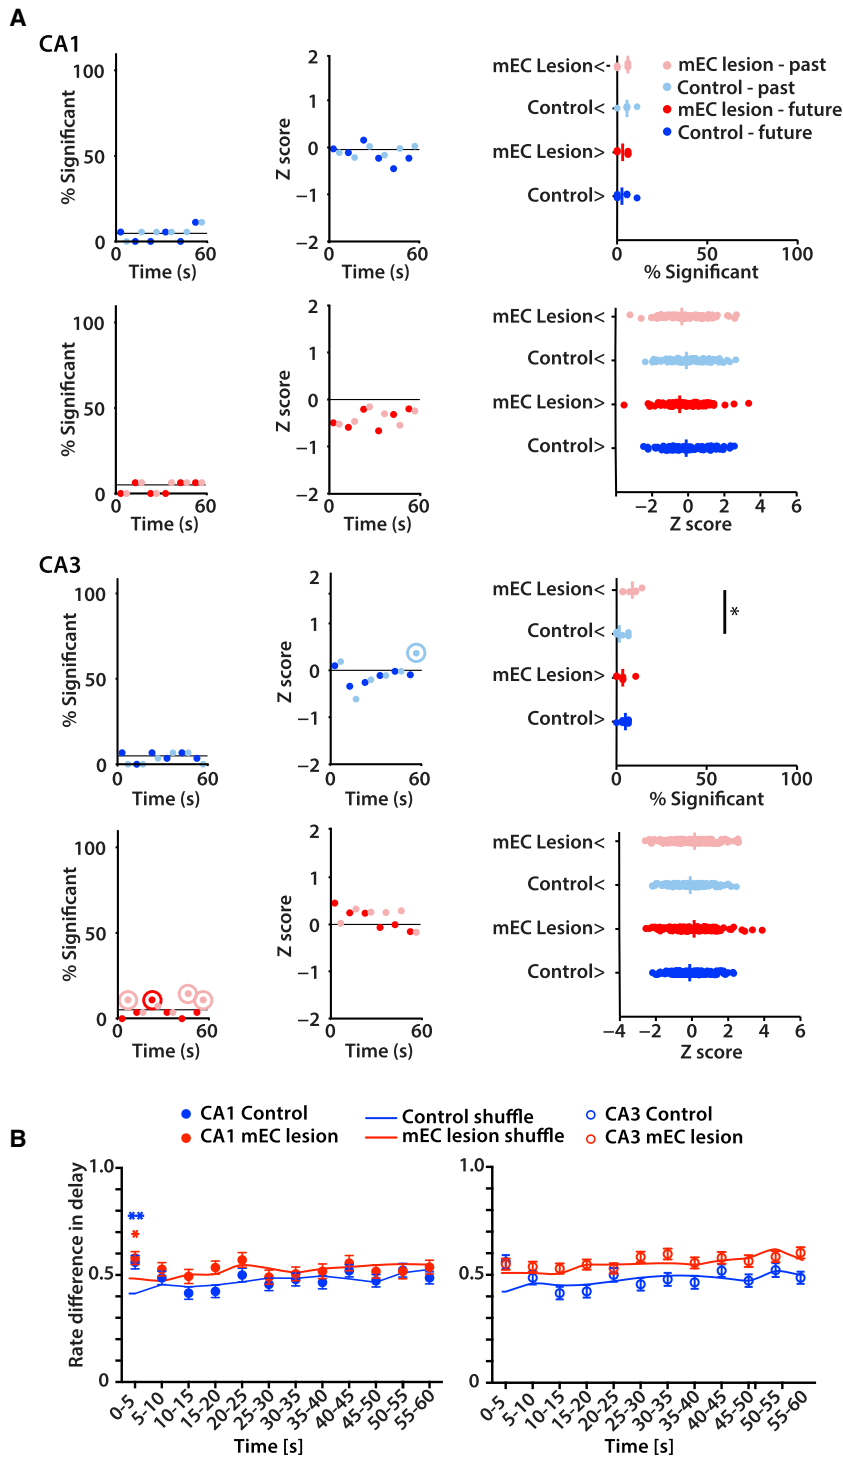 A
CA1
100
50
0
% Significant
0 60
Time (s)
2
1
0
−1
−2
Z score
0 60
Time (s)
mEC Lesion<
Control<
mEC Lesion>
Control>
0 50 100
% Significant
mEC lesion - past
Control - past
mEC lesion - future
Control - future
100
50
0
% Significant
0 60
Time (s)
2
1
0
−1
−2
Z score
0 60
Time (s)
mEC Lesion<
Control<
mEC Lesion>
Control>
−2 0 2 4 6
Z score
CA3
100
50
0
% Significant
0 60
Time (s)
2
1
0
−1
−2
Z score
0 60
Time (s)
mEC Lesion<
Control<
mEC Lesion>
Control>
*
0 50 100
% Significant
100
50
0
% Significant
0 60
Time (s)
2
1
0
−1
−2
Z score
0 60
Time (s)
mEC Lesion<
Control<
mEC Lesion>
Control>
−4 −2 0 2 4 6
Z score
B
CA1 Control
CA1 mEC lesion
Control shuffle
mEC lesion shuffle
CA3 Control
CA3 mEC lesion
Rate difference in delay
1.0
0.5
0
**
*
0-5 5-10 10-15 15-20 20-25 25-30 30-35 35-40 40-45 45-50 50-55 55-60
Time [s]
1.0
0.5
0
0-5 5-10 10-15 15-20 20-25 25-30 30-35 35-40 40-45 45-50 50-55 55-60
Time [s]